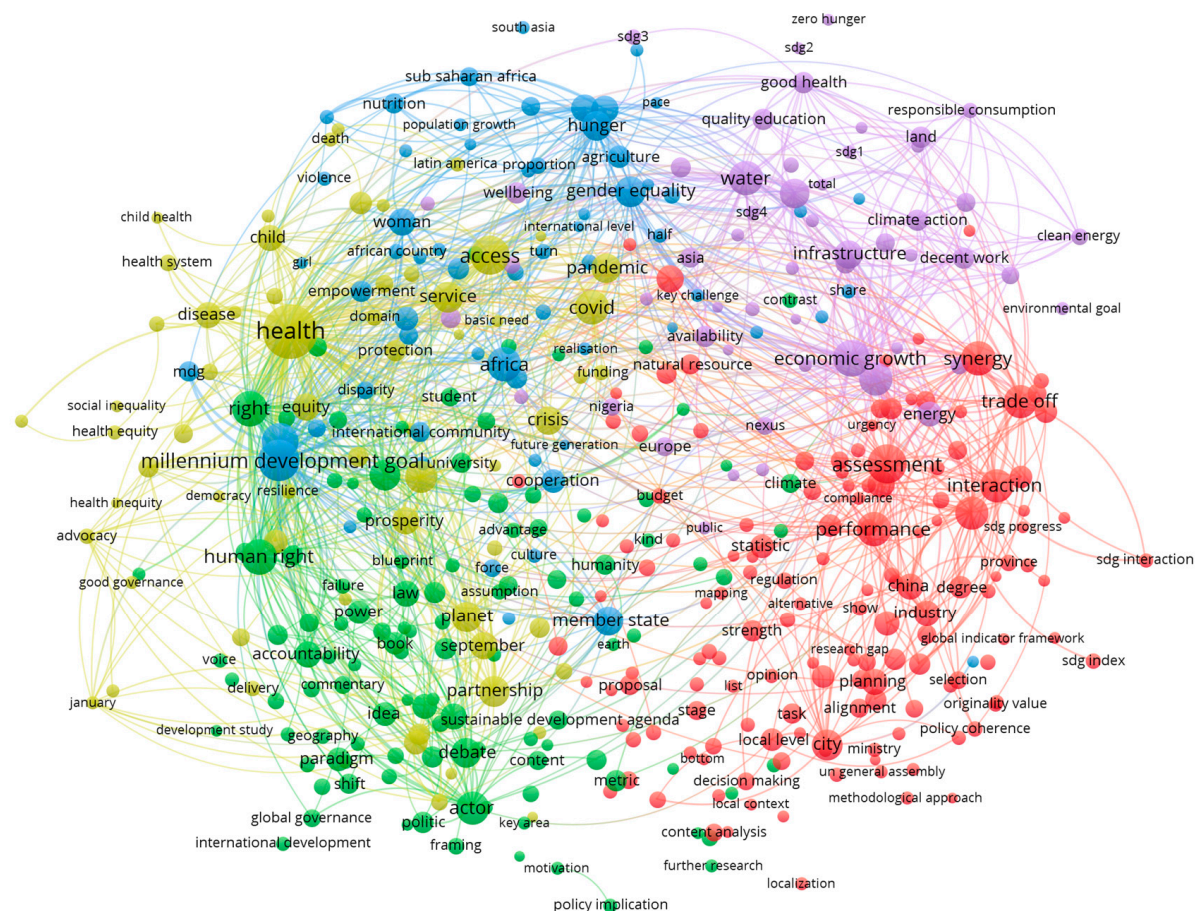 zero hunger
south asia
sdg3
sdg2
sub saharan africa
good health
nutrition
pace
responsible consumption
population growth
hunger
quality education
land
death
latin america
proportion
agriculture
sdg1
violence
wellbeing
gender equality
water
total
child health
woman
international level
sdg4
climate action
child
african country
turn
half
clean energy
health system
girl
access
pandemic
asia
infrastructure
decent work
empowerment
service
key challenge
share
contrast
environmental goal
disease
domain
basic need
covid
health
availability
protection
realisation
economic growth
synergy
mdg
africa
funding
natural resource
disparity
student
trade off
social inequality
right
equity
crisis
nigeria
energy
health equity
international community
future generation
europe
nexus
urgency
millennium development goal
university
assessment
resilience
cooperation
climate
interaction
health inequity
democracy
budget
compliance
sdg progress
advocacy
prosperity
advantage
public
performance
human right
blueprint
culture
kind
statistic
sdg interaction
good governance
failure
force
humanity
regulation
province
law
assumption
mapping
china
degree
power
planet
member state
alternative
show
industry
book
september
earth
strength
global indicator framework
voice
accountability
research gap
sdg index
delivery
commentary
partnership
proposal
opinion
planning
selection
january
list
idea
sustainable development agenda
stage
task
alignment
originality value
development study
geography
policy coherence
paradigm
debate
content
local level
city
ministry
shift
metric
bottom
decision making
un general assembly
global governance
politic
actor
key area
local context
methodological approach
international development
framing
content analysis
motivation
further research
localization
policy implication